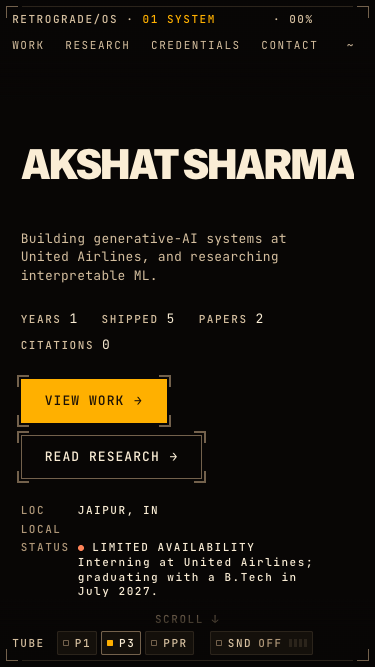 RETROGRADE/OS · 01 SYSTEM · 00%
WORK RESEARCH CREDENTIALS CONTACT ~
AKSHAT SHARMA
Building generative-AI systems at
United Airlines, and researching
interpretable ML.
YEARS 1 SHIPPED 5 PAPERS 2
CITATIONS 0
VIEW WORK →
READ RESEARCH →
LOC JAIPUR, IN
LOCAL
STATUS ● LIMITED AVAILABILITY
Interning at United Airlines;
graduating with a B.Tech in
July 2027.
SCROLL ↓
TUBE P1 P3 PPR SND OFF